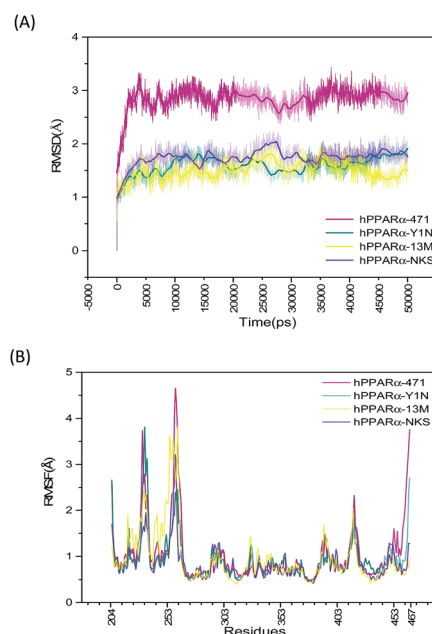 (A)
4
3
2
1
0
RMSD(Å)
hPPARα-471
hPPARα-Y1N
hPPARα-13M
hPPARα-NKS
-5000
0
5000
10000
15000
20000
25000
30000
35000
40000
45000
50000
Time(ps)
(B)
5
4
3
2
1
0
RMSF(Å)
hPPARα-471
hPPARα-Y1N
hPPARα-13M
hPPARα-NKS
204
253
303
353
403
453
467
Residues